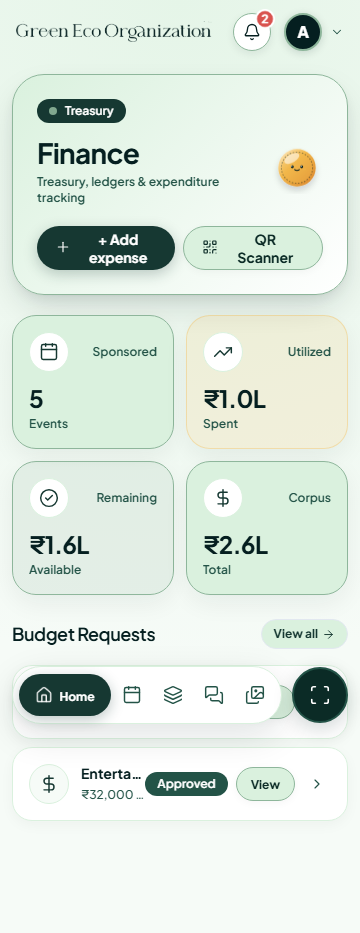 Green Eco Organization
2
A
Treasury
Finance
Treasury, ledgers & expenditure
tracking
+ Add
expense
QR
Scanner
Sponsored
5
Events
Utilized
₹1.0L
Spent
Remaining
₹1.6L
Available
Corpus
₹2.6L
Total
Budget Requests
View all →
Home
Enterta...
₹32,000 ...
Approved
View